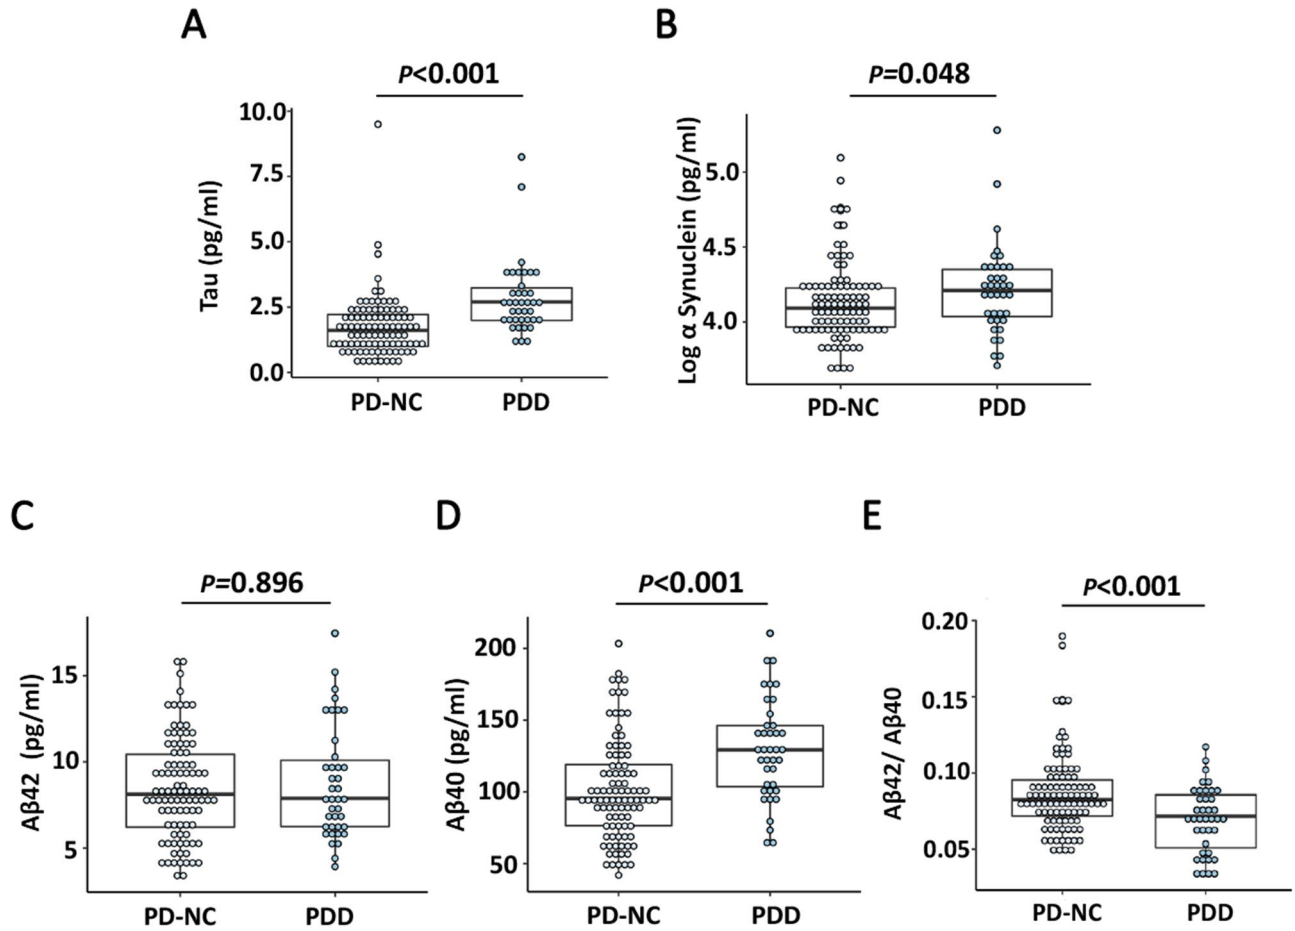 A
P<0.001
Tau (pg/ml)
10.0
7.5
5.0
2.5
0.0
PD-NC PDD
B
P=0.048
Log α Synuclein (pg/ml)
5.0
4.5
4.0
PD-NC PDD
C
P=0.896
Aβ42 (pg/ml)
15
10
5
PD-NC PDD
D
P<0.001
Aβ40 (pg/ml)
200
150
100
50
PD-NC PDD
E
P<0.001
Aβ42/ Aβ40
0.20
0.15
0.10
0.05
PD-NC PDD